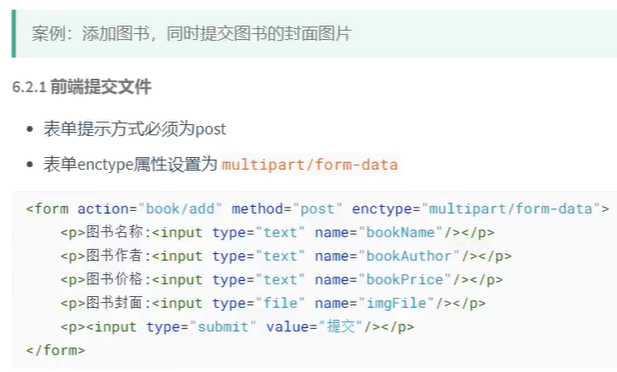 案例：添加图书，同时提交图书的封面图片
6.2.1 前端提交文件
• 表单提示方式必须为post
• 表单enctype属性设置为 multipart/form-data
<form action="book/add" method="post" enctype="multipart/form-data">
    <p>图书名称:<input type="text" name="bookName"/></p>
    <p>图书作者:<input type="text" name="bookAuthor"/></p>
    <p>图书价格:<input type="text" name="bookPrice"/></p>
    <p>图书封面:<input type="file" name="imgFile"/></p>
    <p><input type="submit" value="提交"/></p>
</form>